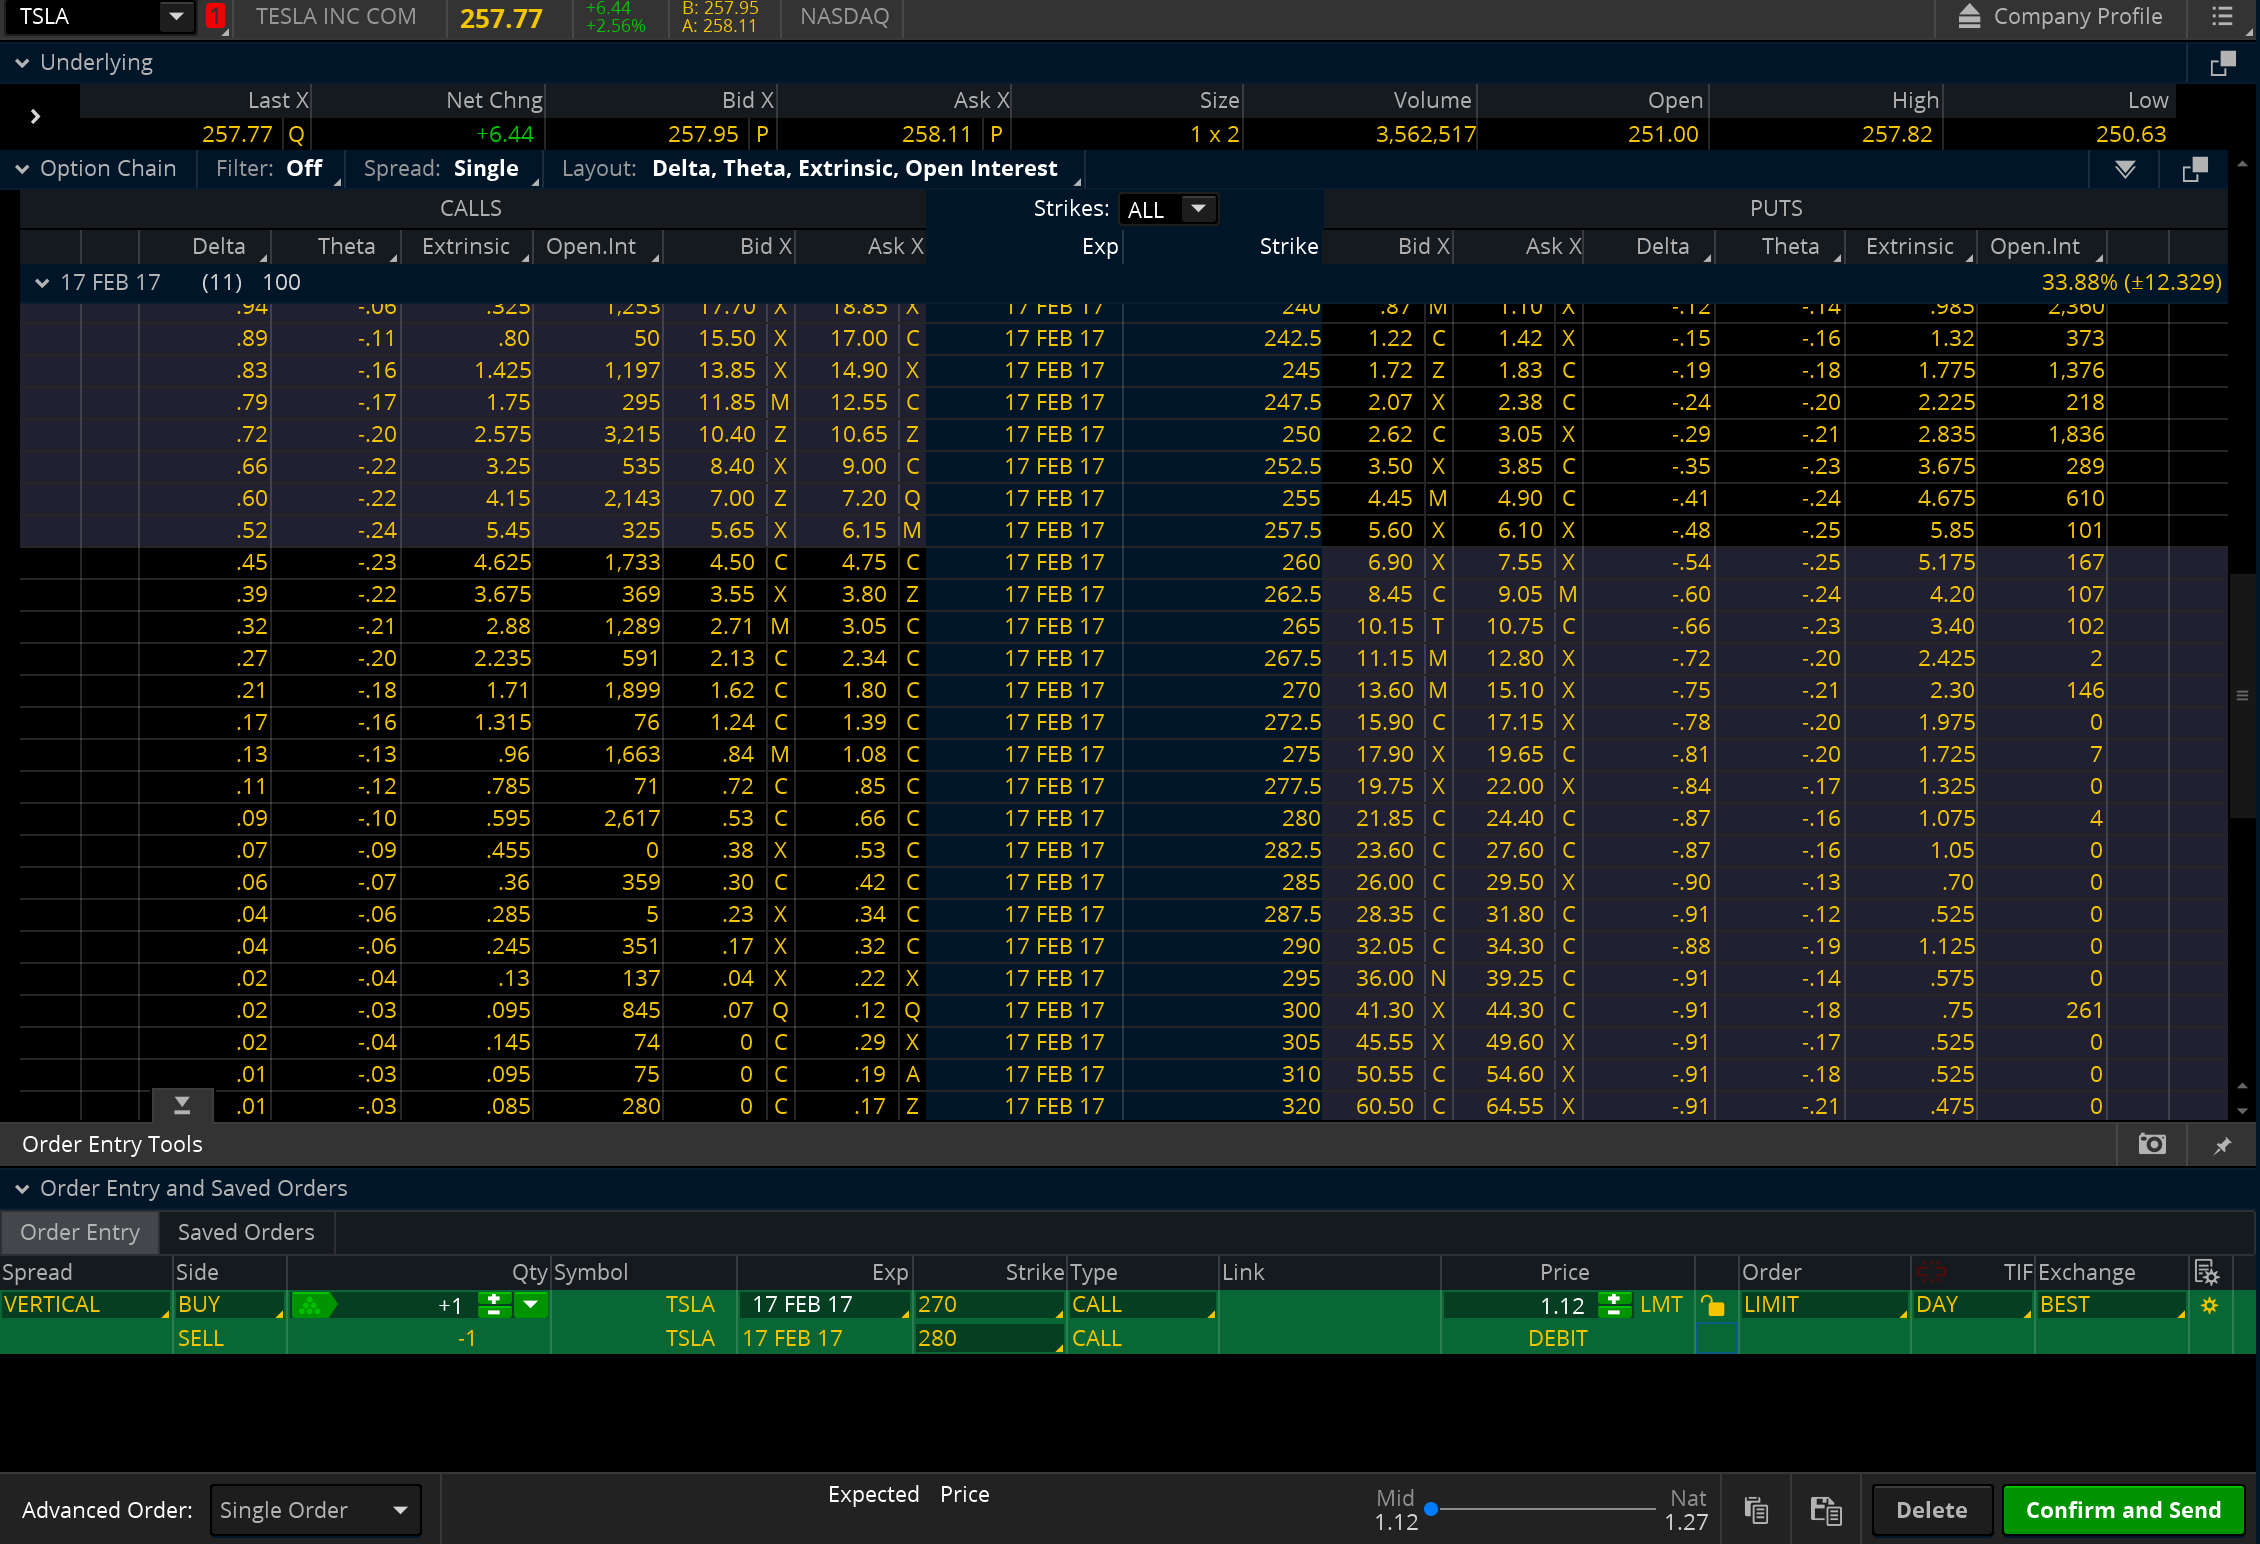 TSLA 1 TESLA INC COM 257.77 +6.44 +2.56% B: 257.95 A: 258.11 NASDAQ Company Profile
Underlying
Last X Net Chng Bid X Ask X Size Volume Open High Low
257.77 Q +6.44 257.95 P 258.11 P 1 x 2 3,562,517 251.00 257.82 250.63
Option Chain Filter: Off Spread: Single Layout: Delta, Theta, Extrinsic, Open Interest
CALLS Strikes: ALL PUTS
Delta Theta Extrinsic Open.Int Bid X Ask X Exp Strike Bid X Ask X Delta Theta Extrinsic Open.Int
17 FEB 17 (11) 100 33.88% (±12.329)
.94 -.06 .325 1,253 17.70 X 18.85 X 17 FEB 17 240 .87 M 1.10 X -.12 -.14 .985 2,360
.89 -.11 .80 50 15.50 X 17.00 C 17 FEB 17 242.5 1.22 C 1.42 X -.15 -.16 1.32 373
.83 -.16 1.425 1,197 13.85 X 14.90 X 17 FEB 17 245 1.72 Z 1.83 C -.19 -.18 1.775 1,376
.79 -.17 1.75 295 11.85 M 12.55 C 17 FEB 17 247.5 2.07 X 2.38 C -.24 -.20 2.225 218
.72 -.20 2.575 3,215 10.40 Z 10.65 Z 17 FEB 17 250 2.62 C 3.05 X -.29 -.21 2.835 1,836
.66 -.22 3.25 535 8.40 X 9.00 C 17 FEB 17 252.5 3.50 X 3.85 C -.35 -.23 3.675 289
.60 -.22 4.15 2,143 7.00 Z 7.20 Q 17 FEB 17 255 4.45 M 4.90 C -.41 -.24 4.675 610
.52 -.24 5.45 325 5.65 X 6.15 M 17 FEB 17 257.5 5.60 X 6.10 X -.48 -.25 5.85 101
.45 -.23 4.625 1,733 4.50 C 4.75 C 17 FEB 17 260 6.90 X 7.55 X -.54 -.25 5.175 167
.39 -.22 3.675 369 3.55 X 3.80 Z 17 FEB 17 262.5 8.45 C 9.05 M -.60 -.24 4.20 107
.32 -.21 2.88 1,289 2.71 M 3.05 C 17 FEB 17 265 10.15 T 10.75 C -.66 -.23 3.40 102
.27 -.20 2.235 591 2.13 C 2.34 C 17 FEB 17 267.5 11.15 M 12.80 X -.72 -.20 2.425 2
.21 -.18 1.71 1,899 1.62 C 1.80 C 17 FEB 17 270 13.60 M 15.10 X -.75 -.21 2.30 146
.17 -.16 1.315 76 1.24 C 1.39 C 17 FEB 17 272.5 15.90 C 17.15 X -.78 -.20 1.975 0
.13 -.13 .96 1,663 .84 M 1.08 C 17 FEB 17 275 17.90 X 19.65 C -.81 -.20 1.725 7
.11 -.12 .785 71 .72 C .85 C 17 FEB 17 277.5 19.75 X 22.00 X -.84 -.17 1.325 0
.09 -.10 .595 2,617 .53 C .66 C 17 FEB 17 280 21.85 C 24.40 C -.87 -.16 1.075 4
.07 -.09 .455 0 .38 X .53 C 17 FEB 17 282.5 23.60 C 27.60 C -.87 -.16 1.05 0
.06 -.07 .36 359 .30 C .42 C 17 FEB 17 285 26.00 C 29.50 X -.90 -.13 .70 0
.04 -.06 .285 5 .23 X .34 C 17 FEB 17 287.5 28.35 C 31.80 C -.91 -.12 .525 0
.04 -.06 .245 351 .17 X .32 C 17 FEB 17 290 32.05 C 34.30 C -.88 -.19 1.125 0
.02 -.04 .13 137 .04 X .22 X 17 FEB 17 295 36.00 N 39.25 C -.91 -.14 .575 0
.02 -.03 .095 845 .07 Q .12 Q 17 FEB 17 300 41.30 X 44.30 C -.91 -.18 .75 261
.02 -.04 .145 74 0 C .29 X 17 FEB 17 305 45.55 X 49.60 X -.91 -.17 .525 0
.01 -.03 .095 75 0 C .19 A 17 FEB 17 310 50.55 C 54.60 X -.91 -.18 .525 0
.01 -.03 .085 280 0 C .17 Z 17 FEB 17 320 60.50 C 64.55 X -.91 -.21 .475 0
Order Entry Tools
Order Entry and Saved Orders
Order Entry Saved Orders
Spread Side Qty Symbol Exp Strike Type Link Price Order TIF Exchange
VERTICAL BUY +1 TSLA 17 FEB 17 270 CALL 1.12 LMT LIMIT DAY BEST
SELL -1 TSLA 17 FEB 17 280 CALL DEBIT
Advanced Order: Single Order Expected Price Mid 1.12 Nat 1.27 Delete Confirm and Send